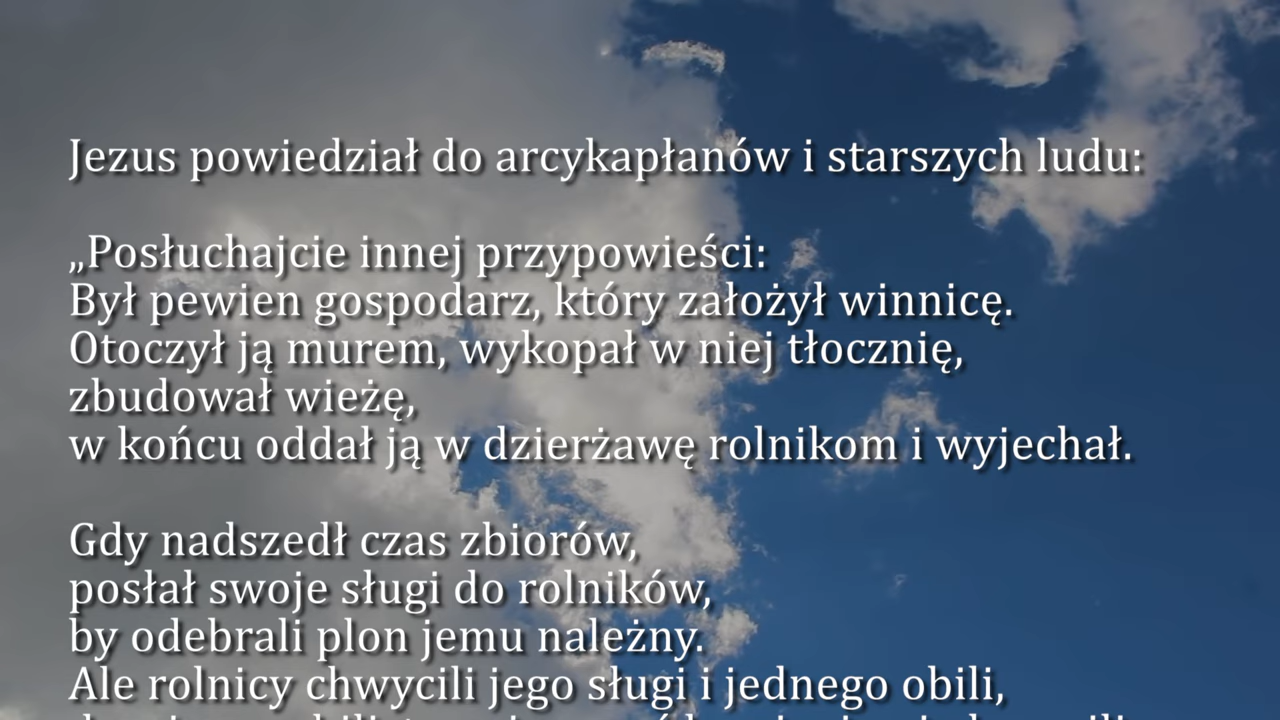 Jezus powiedział do arcykapłanów i starszych ludu:
„Posłuchajcie innej przypowieści:
Był pewien gospodarz, który założył winnicę.
Otoczył ją murem, wykopał w niej tłocznię,
zbudował wieżę,
w końcu oddał ją w dzierżawę rolnikom i wyjechał.
Gdy nadszedł czas zbiorów,
posłał swoje sługi do rolników,
by odebrali plon jemu należny.
Ale rolnicy chwycili jego sługi i jednego obili,